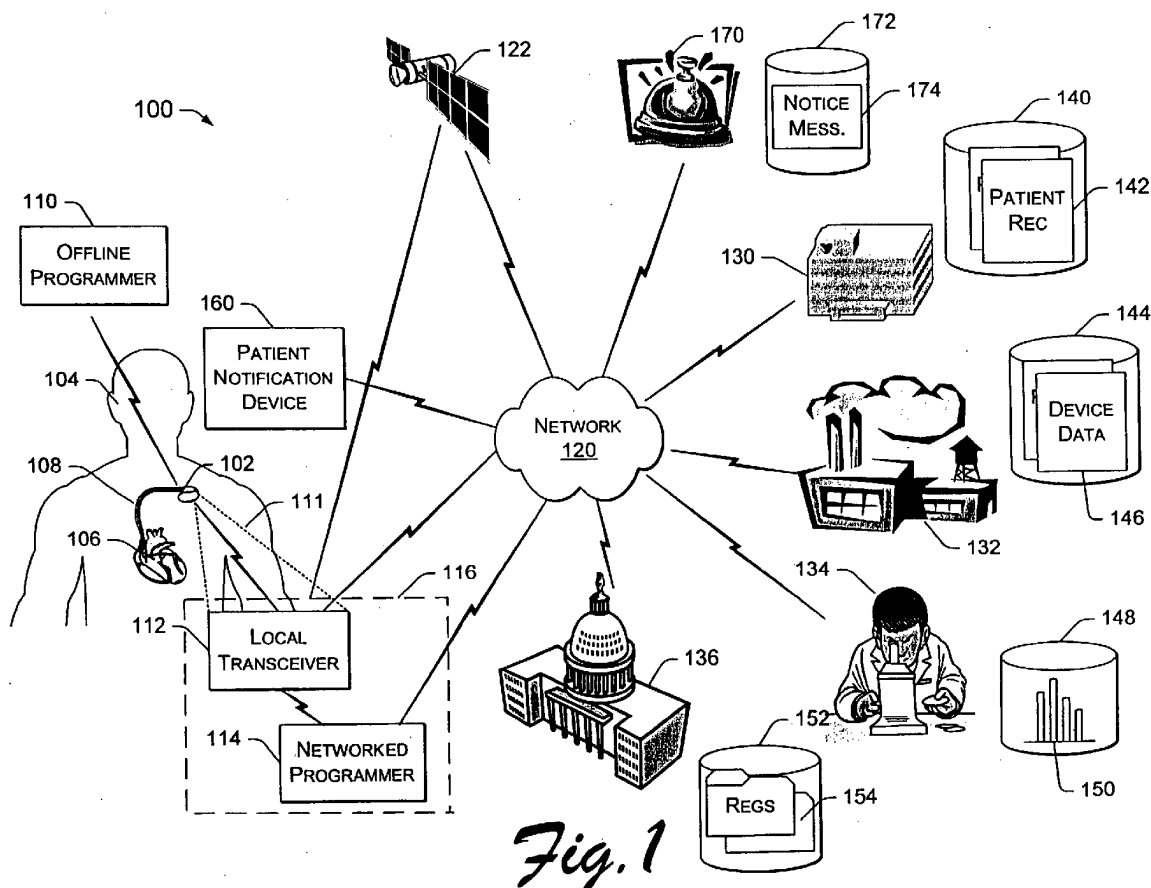 122
170
172
NOTICE
MESS.
174
100
140
PATIENT
REC
142
110
OFFLINE
PROGRAMMER
130
160
PATIENT
NOTIFICATION
DEVICE
144
DEVICE
DATA
104
NETWORK
120
102
108
111
146
132
106
134
116
112
LOCAL
TRANSCEIVER
148
136
152
114
NETWORKED
PROGRAMMER
REGS
154
150
Fig. 1